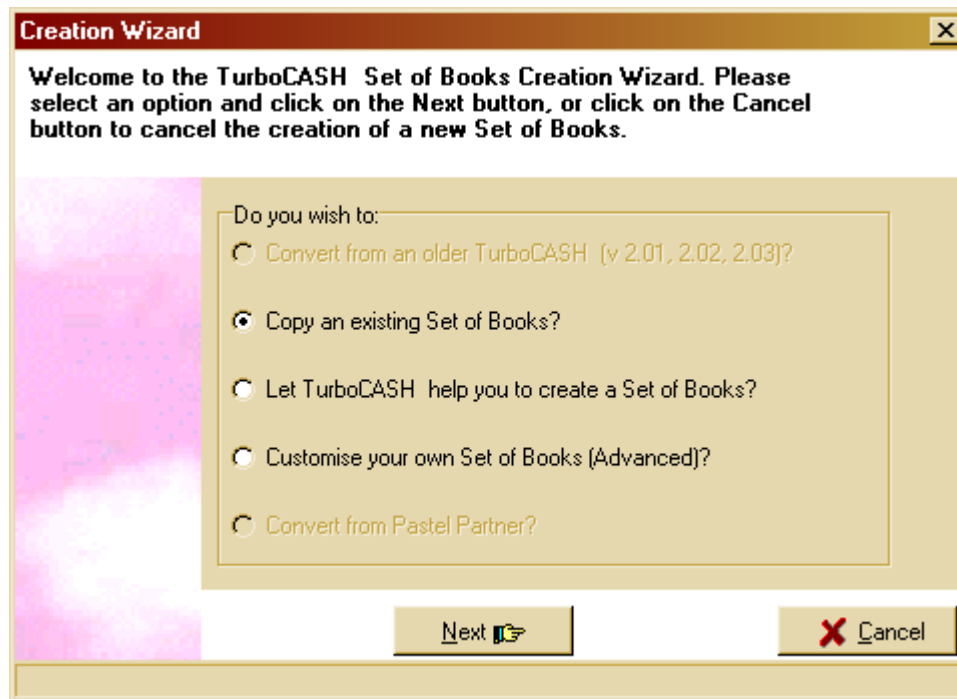 Creation Wizard
Welcome to the TurboCASH  Set of Books Creation Wizard. Please
select an option and click on the Next button, or click on the Cancel
button to cancel the creation of a new Set of Books.
Do you wish to:
Convert from an older TurboCASH  (v 2.01, 2.02, 2.03)?
Copy an existing Set of Books?
Let TurboCASH  help you to create a Set of Books?
Customise your own Set of Books (Advanced)?
Convert from Pastel Partner?
Next
Cancel